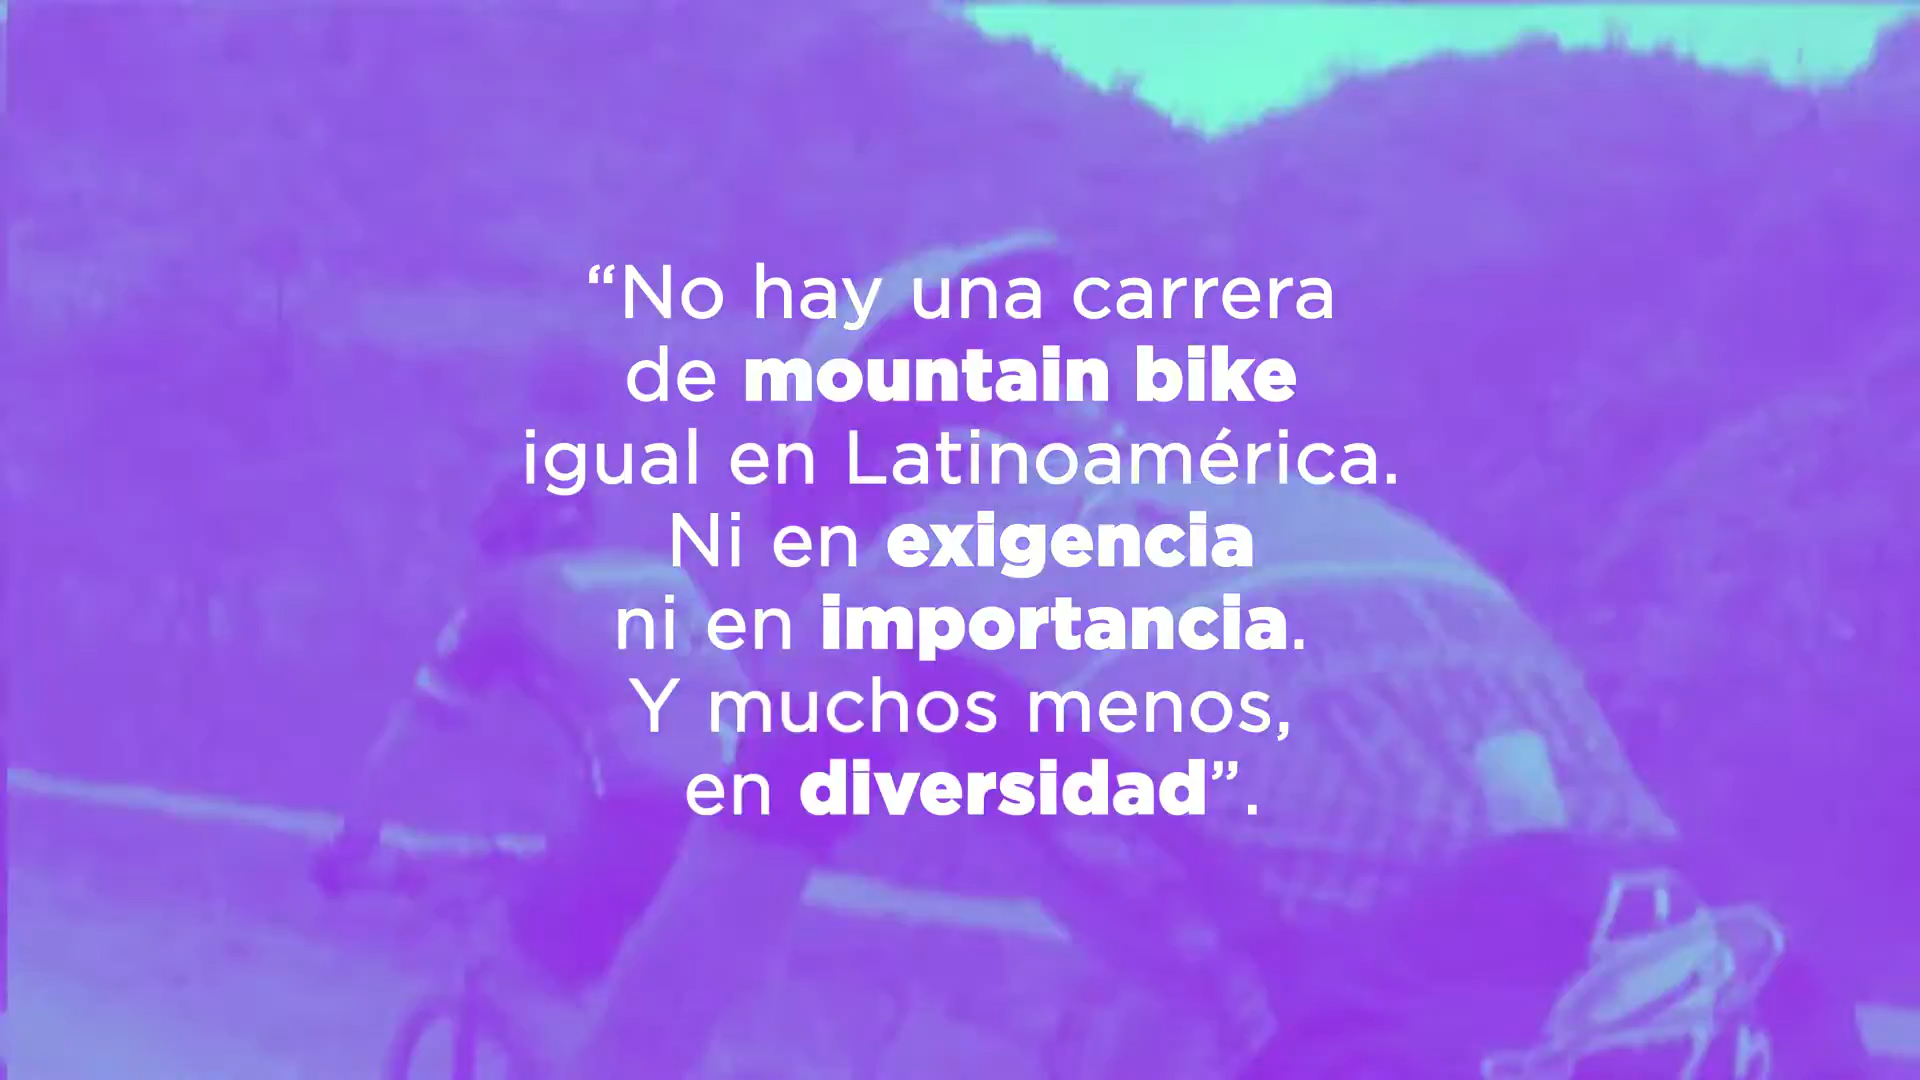 “No hay una carrera
de mountain bike
igual en Latinoamérica.
Ni en exigencia
ni en importancia.
Y muchos menos,
en diversidad”.